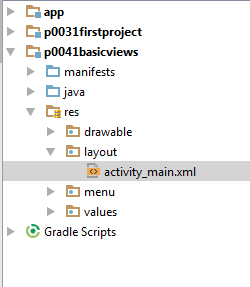 app
p0031firstproject
p0041basicviews
manifests
java
res
drawable
layout
activity_main.xml
menu
values
Gradle Scripts